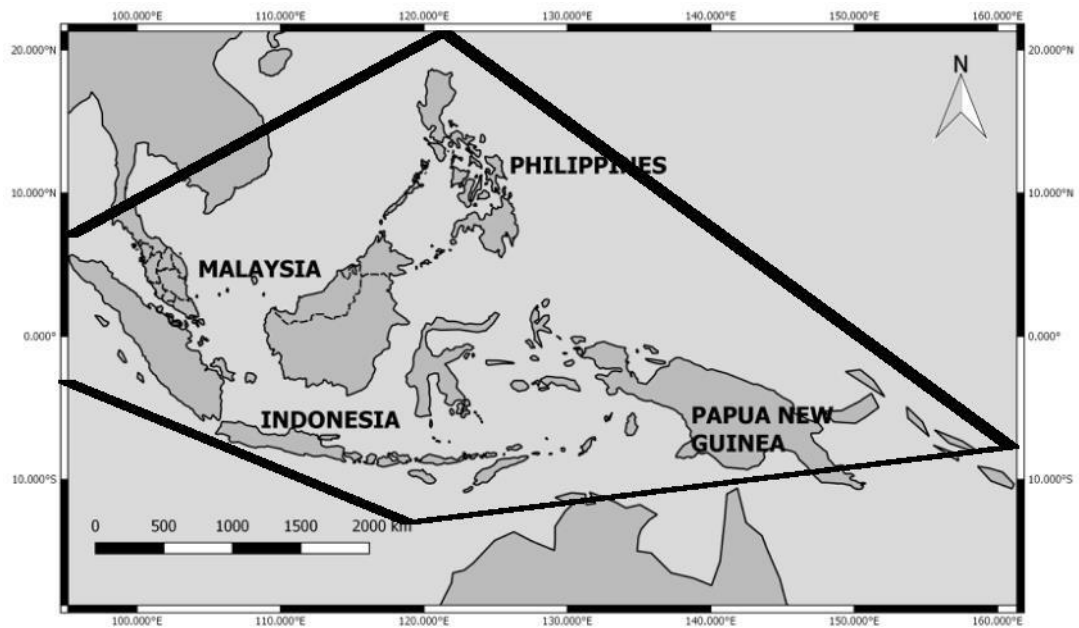 100.000°E 110.000°E 120.000°E 130.000°E 140.000°E 150.000°E 160.000°E
20.000°N 20.000°N
N
PHILIPPINES
10.000°N 10.000°N
MALAYSIA
0.000° 0.000°
INDONESIA
PAPUA NEW
GUINEA
10.000°S 10.000°S
0 500 1000 1500 2000 km
100.000°E 110.000°E 120.000°E 130.000°E 140.000°E 150.000°E 160.000°E